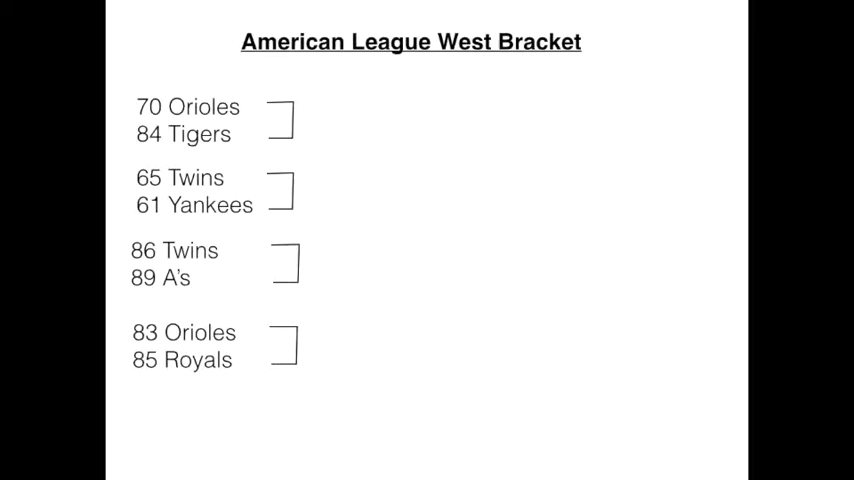 American League West Bracket
70 Orioles
84 Tigers
65 Twins
61 Yankees
86 Twins
89 A's
83 Orioles
85 Royals